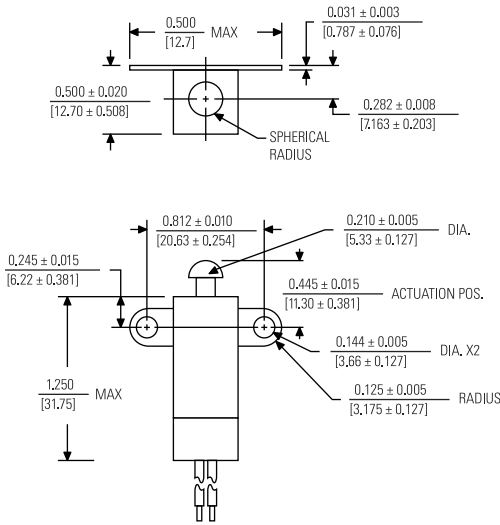 0.500 MAX
[12.7]
0.031 ± 0.003
[0.787 ± 0.076]
0.500 ± 0.020
[12.70 ± 0.508]
0.282 ± 0.008
[7.163 ± 0.203]
SPHERICAL
RADIUS
0.812 ± 0.010
[20.63 ± 0.254]
0.210 ± 0.005 DIA.
[5.33 ± 0.127]
0.245 ± 0.015
[6.22 ± 0.381]
0.445 ± 0.015 ACTUATION POS.
[11.30 ± 0.381]
0.144 ± 0.005 DIA. X2
[3.66 ± 0.127]
1.250 MAX
[31.75]
0.125 ± 0.005 RADIUS
[3.175 ± 0.127]